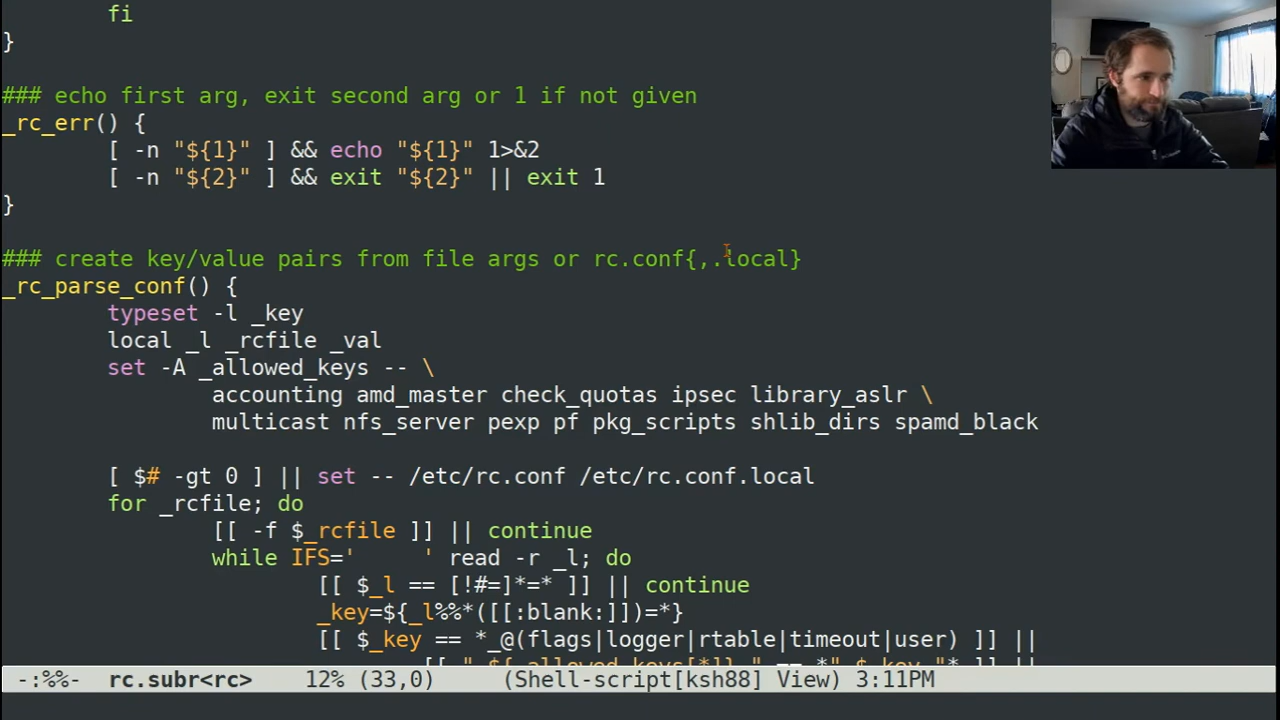 fi
}
### echo first arg, exit second arg or 1 if not given
_rc_err() {
[ -n "${1}" ] && echo "${1}" 1>&2
[ -n "${2}" ] && exit "${2}" || exit 1
}
### create key/value pairs from file args or rc.conf{,.local}
_rc_parse_conf() {
typeset -l _key
local _l _rcfile _val
set -A _allowed_keys -- \
accounting amd_master check_quotas ipsec library_aslr \
multicast nfs_server pexp pf pkg_scripts shlib_dirs spamd_black
[ $# -gt 0 ] || set -- /etc/rc.conf /etc/rc.conf.local
for _rcfile; do
[[ -f $_rcfile ]] || continue
while IFS=' 	' read -r _l; do
[[ $_l == [!#=]*=* ]] || continue
_key=${_l%%*([[:blank:]])=*}
[[ $_key == *_@(flags|logger|rtable|timeout|user) ]] ||
[[ " ${_allowed_keys[*]} " == *" $_key "* ]] ||
-:%%- rc.subr<rc> 12% (33,0) (Shell-script[ksh88] View) 3:11PM